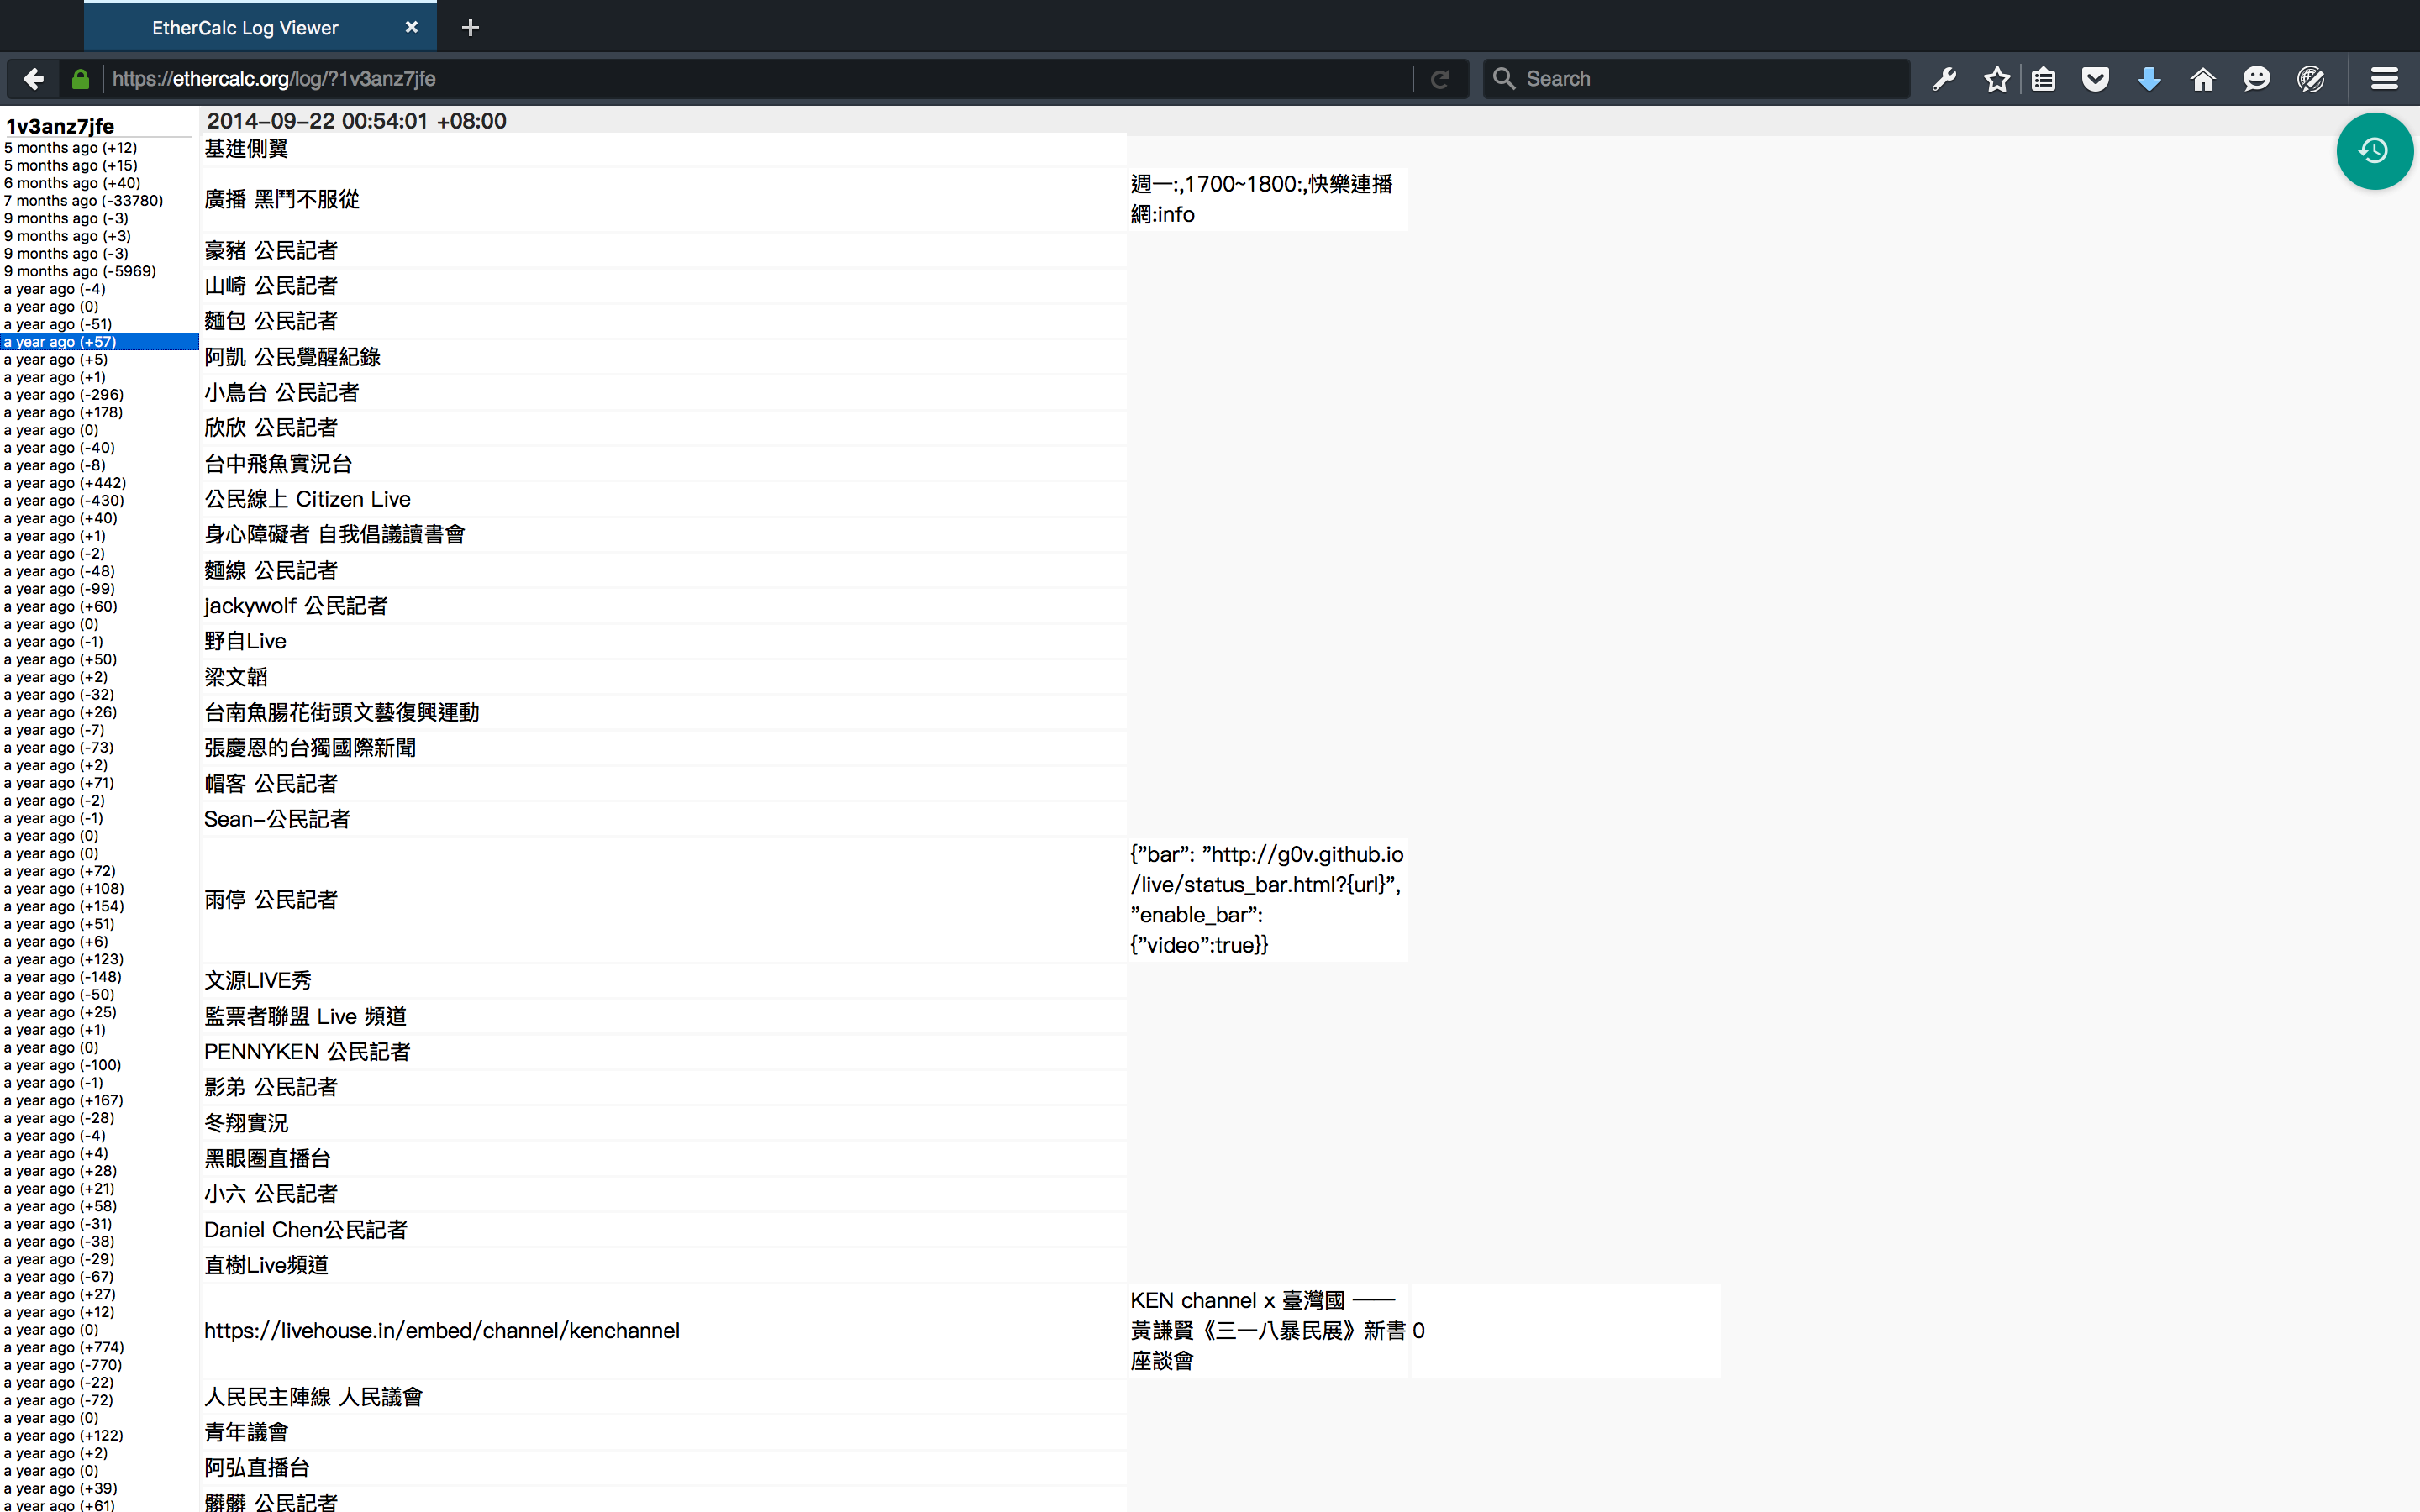 EtherCalc Log Viewer
https://ethercalc.org/log/?1v3anz7jfe
Search
1v3anz7jfe
5 months ago (+12)
5 months ago (+15)
6 months ago (+40)
7 months ago (-33780)
9 months ago (-3)
9 months ago (+3)
9 months ago (-3)
9 months ago (-5969)
a year ago (-4)
a year ago (0)
a year ago (-51)
a year ago (+57)
a year ago (+5)
a year ago (+1)
a year ago (-296)
a year ago (+178)
a year ago (0)
a year ago (-40)
a year ago (-8)
a year ago (+442)
a year ago (-430)
a year ago (+40)
a year ago (+1)
a year ago (-2)
a year ago (-48)
a year ago (-99)
a year ago (+60)
a year ago (0)
a year ago (-1)
a year ago (+50)
a year ago (+2)
a year ago (-32)
a year ago (+26)
a year ago (-7)
a year ago (-73)
a year ago (+2)
a year ago (+71)
a year ago (-2)
a year ago (-1)
a year ago (0)
a year ago (0)
a year ago (+72)
a year ago (+108)
a year ago (+154)
a year ago (+51)
a year ago (+6)
a year ago (+123)
a year ago (-148)
a year ago (-50)
a year ago (+25)
a year ago (+1)
a year ago (0)
a year ago (-100)
a year ago (-1)
a year ago (+167)
a year ago (-28)
a year ago (-4)
a year ago (+4)
a year ago (+28)
a year ago (+21)
a year ago (+58)
a year ago (-31)
a year ago (-38)
a year ago (-29)
a year ago (-67)
a year ago (+27)
a year ago (+12)
a year ago (0)
a year ago (+774)
a year ago (-770)
a year ago (-22)
a year ago (-72)
a year ago (0)
a year ago (+122)
a year ago (+2)
a year ago (0)
a year ago (+39)
a year ago (+61)
2014-09-22 00:54:01 +08:00
基進側翼
廣播 黑鬥不服從
週一:,1700~1800:,快樂連播
網:info
豪豬 公民記者
山崎 公民記者
麵包 公民記者
阿凱 公民覺醒紀錄
小鳥台 公民記者
欣欣 公民記者
台中飛魚實況台
公民線上 Citizen Live
身心障礙者 自我倡議讀書會
麵線 公民記者
jackywolf 公民記者
野自Live
梁文韜
台南魚腸花街頭文藝復興運動
張慶恩的台獨國際新聞
帽客 公民記者
Sean-公民記者
雨停 公民記者
{”bar”: ”http://g0v.github.io
/live/status_bar.html?{url}”,
”enable_bar”:
{”video”:true}}
文源LIVE秀
監票者聯盟 Live 頻道
PENNYKEN 公民記者
影弟 公民記者
冬翔實況
黑眼圈直播台
小六 公民記者
Daniel Chen公民記者
直樹Live頻道
https://livehouse.in/embed/channel/kenchannel
KEN channel x 臺灣國 ——
黃謙賢《三一八暴民展》新書
座談會
0
人民民主陣線 人民議會
青年議會
阿弘直播台
髒髒 公民記者